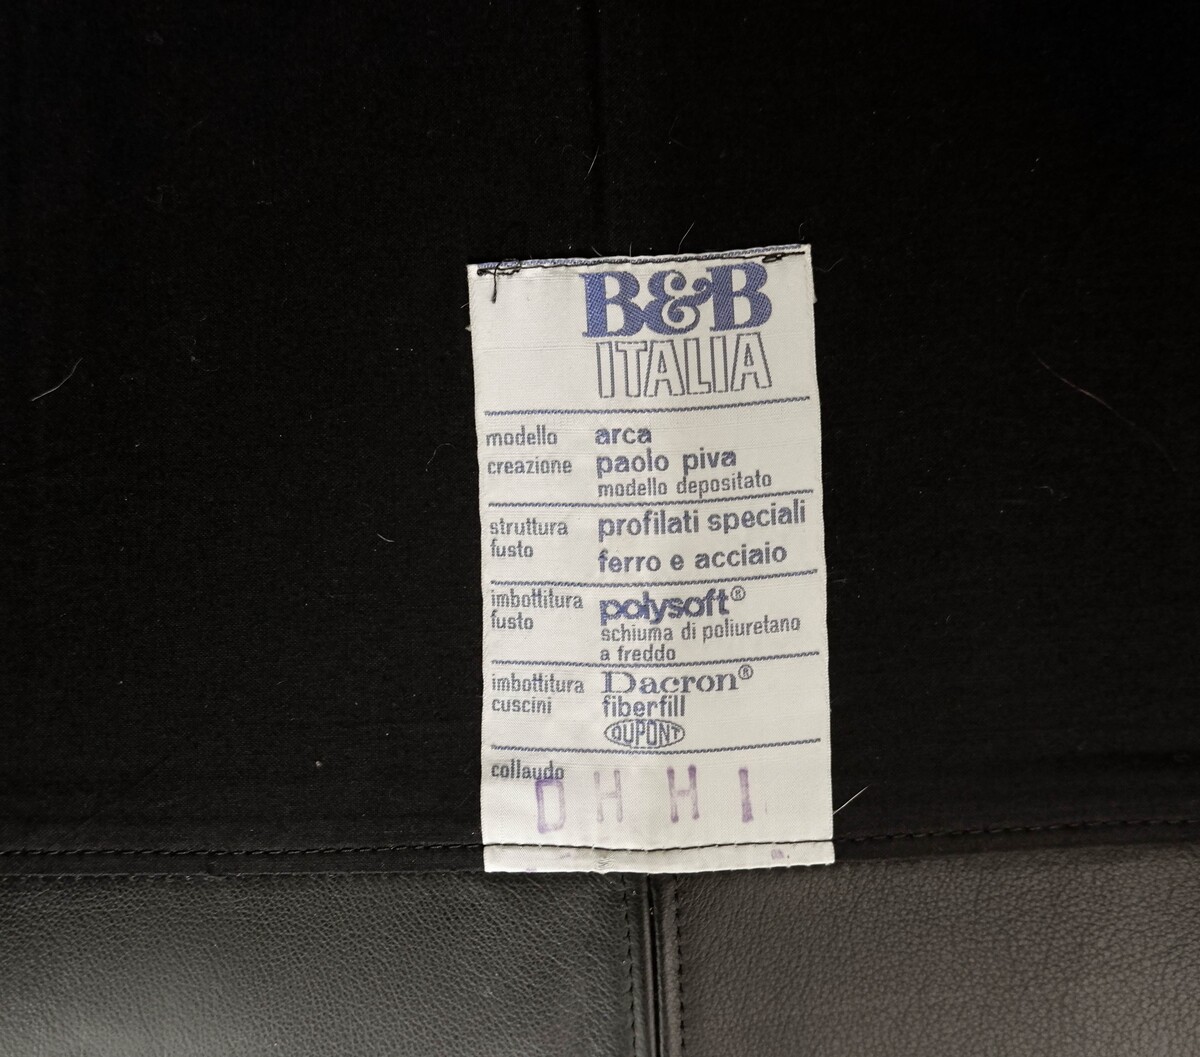 B&B
ITALIA
modello arca
creazione paolo piva
modello depositato
struttura profilati speciali
fusto ferro e acciaio
imbottitura polysoft®
fusto schiuma di poliuretano
a freddo
imbottitura Dacron®
cuscini fiberfill
DUPONT
collaudo
D H H I